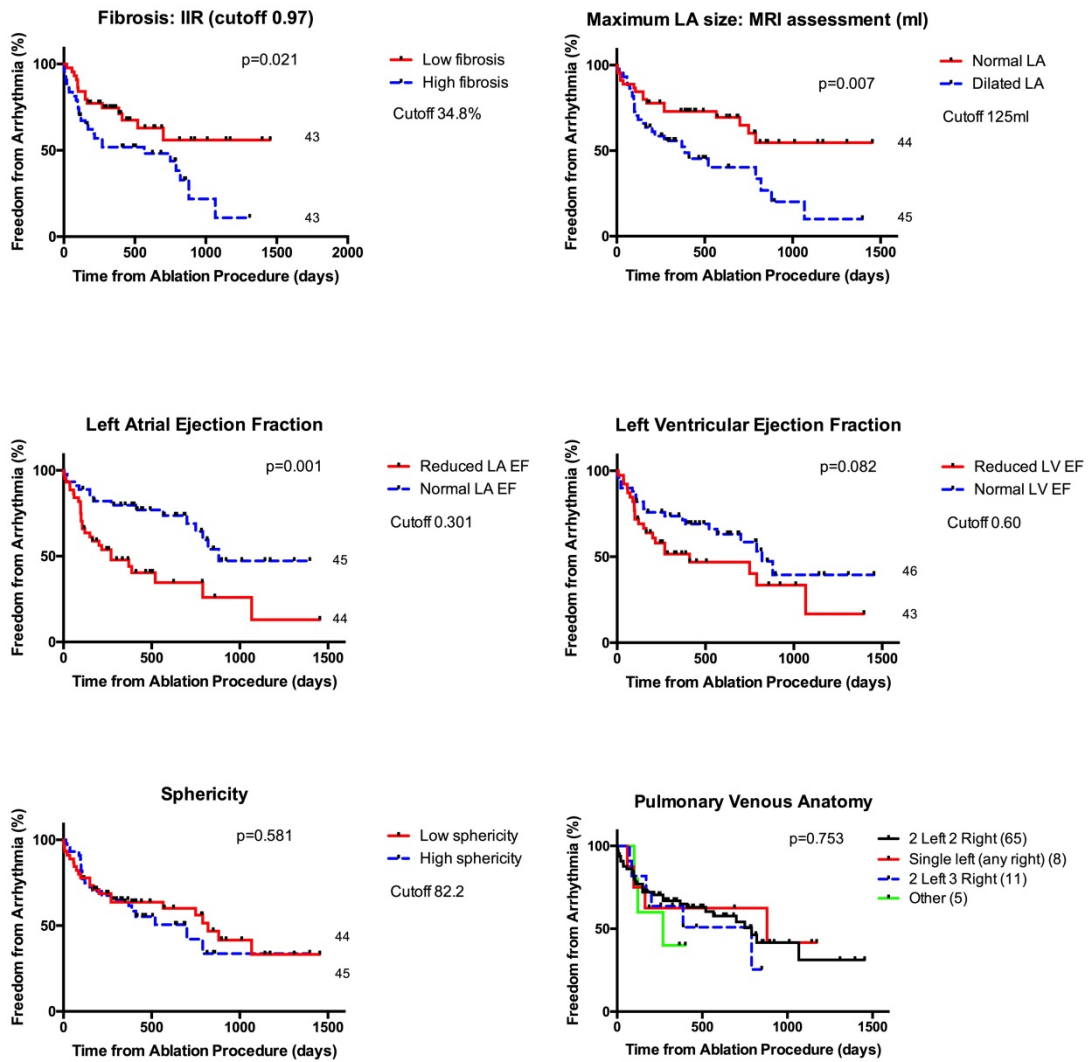 Fibrosis: IIR (cutoff 0.97)
Freedom from Arrhythmia (%)
100
50
0
0 500 1000 1500 2000
Time from Ablation Procedure (days)
p=0.021
Low fibrosis
High fibrosis
Cutoff 34.8%
43
43
Maximum LA size: MRI assessment (ml)
Freedom from Arrhythmia (%)
100
50
0
0 500 1000 1500
Time from Ablation Procedure (days)
p=0.007
Normal LA
Dilated LA
Cutoff 125ml
44
45
Left Atrial Ejection Fraction
Freedom from Arrhythmia (%)
100
50
0
0 500 1000 1500
Time from Ablation Procedure (days)
p=0.001
Reduced LA EF
Normal LA EF
Cutoff 0.301
45
44
Left Ventricular Ejection Fraction
Freedom from Arrhythmia (%)
100
50
0
0 500 1000 1500
Time from Ablation Procedure (days)
p=0.082
Reduced LV EF
Normal LV EF
Cutoff 0.60
46
43
Sphericity
Freedom from Arrhythmia (%)
100
50
0
0 500 1000 1500
Time from Ablation Procedure (days)
p=0.581
Low sphericity
High sphericity
Cutoff 82.2
44
45
Pulmonary Venous Anatomy
Freedom from Arrhythmia (%)
100
50
0
0 500 1000 1500
Time from Ablation Procedure (days)
p=0.753
2 Left 2 Right (65)
Single left (any right) (8)
2 Left 3 Right (11)
Other (5)